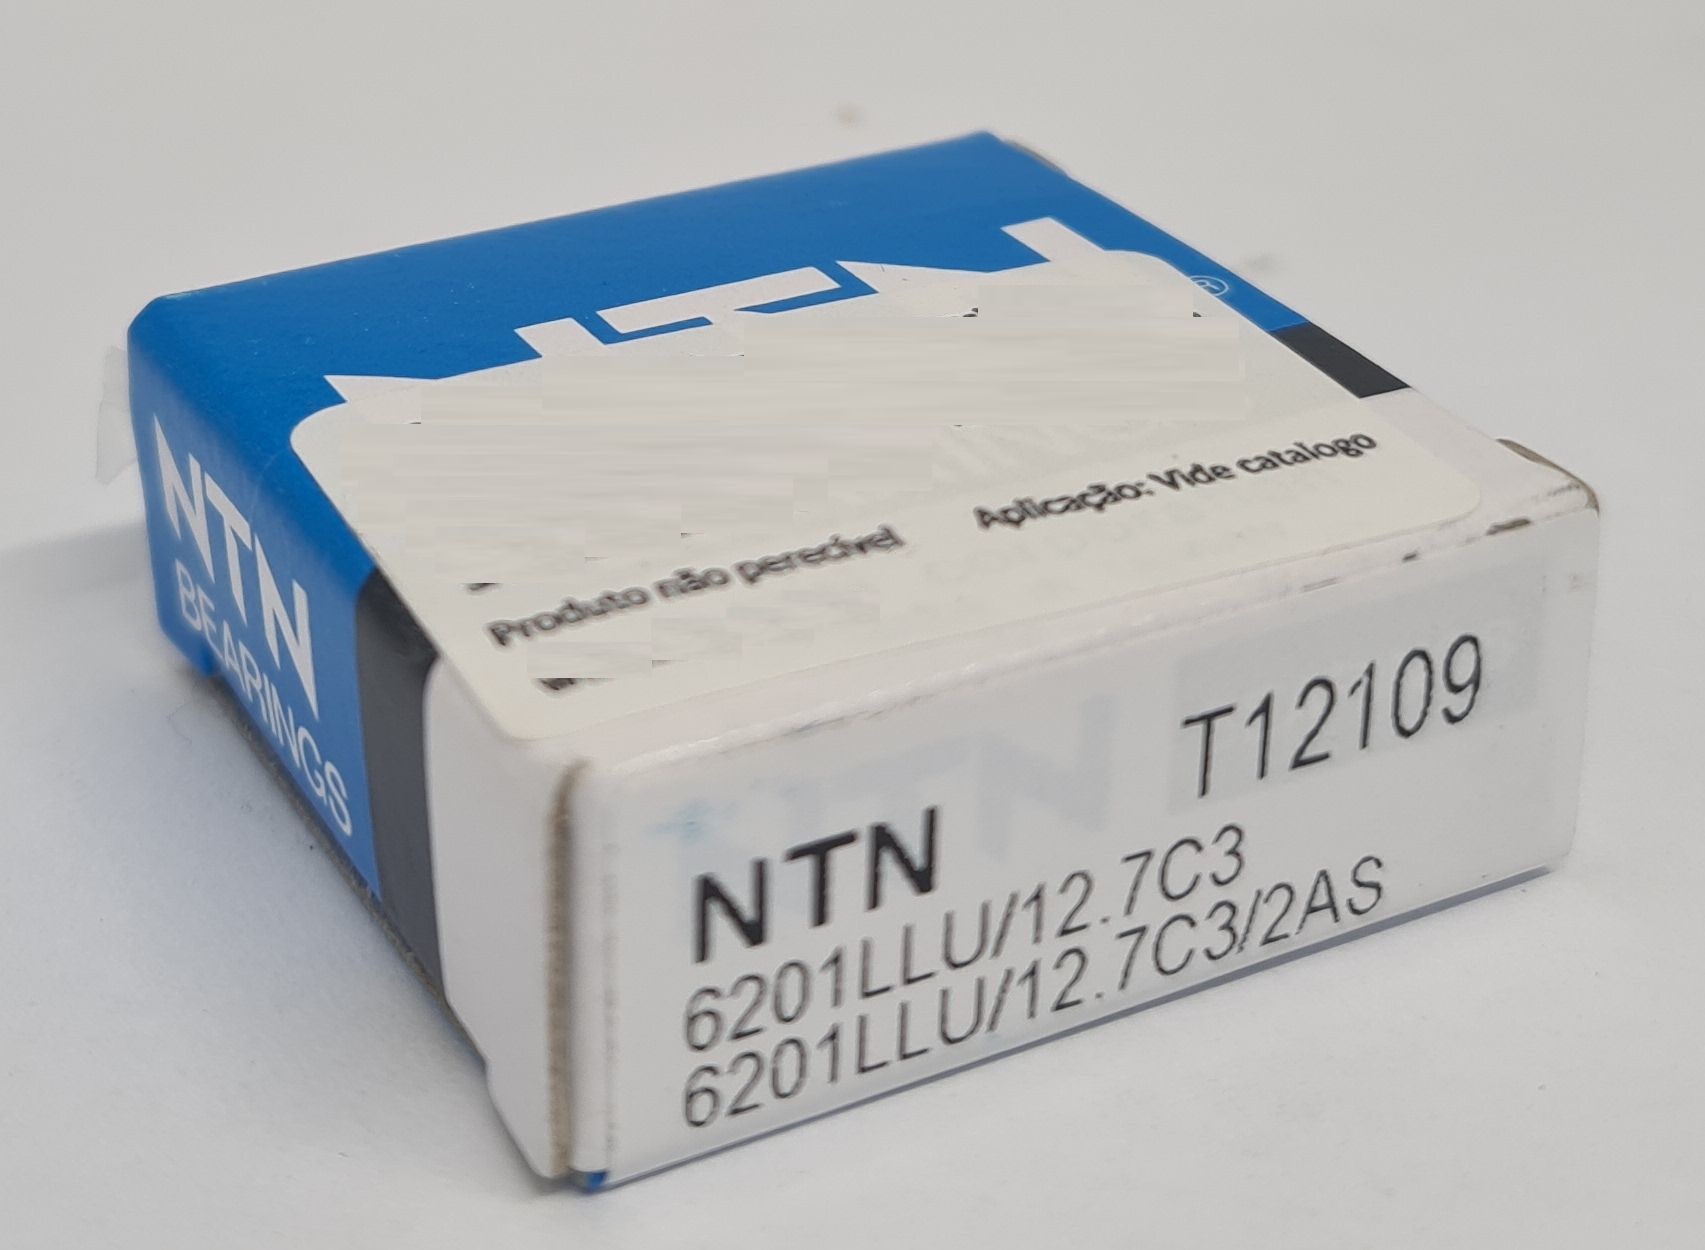 ®
Produto não perecível    Aplicação: Vide catalogo
NTN
BEARINGS
T12109
NTN
6201LLU/12.7C3
6201LLU/12.7C3/2AS